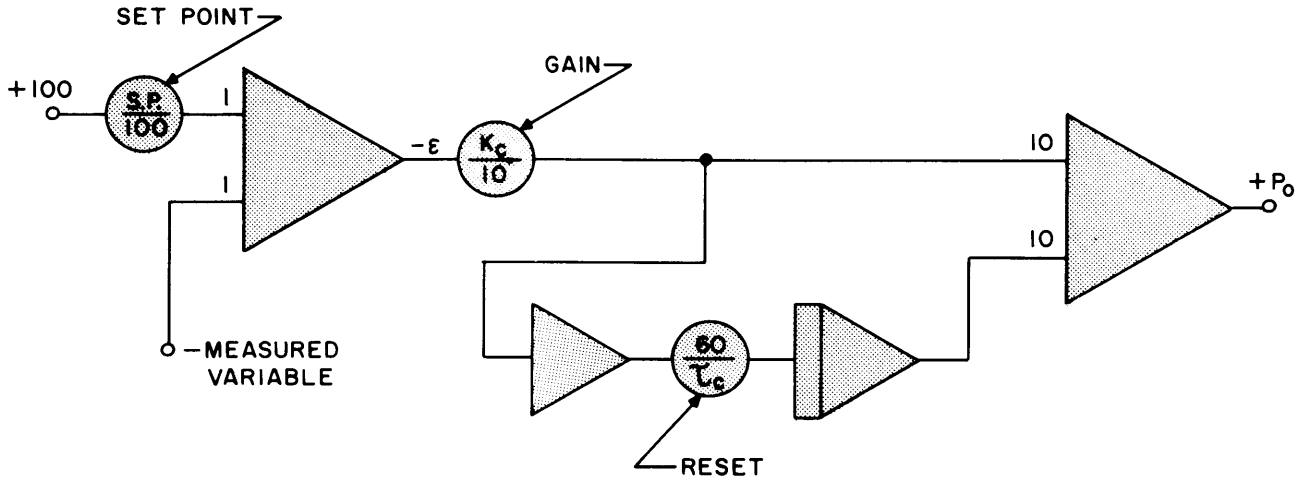 SET POINT
+100
S.P.
100
1
1
-ε
GAIN
Kc
10
10
10
+Po
- MEASURED
VARIABLE
60
τc
RESET